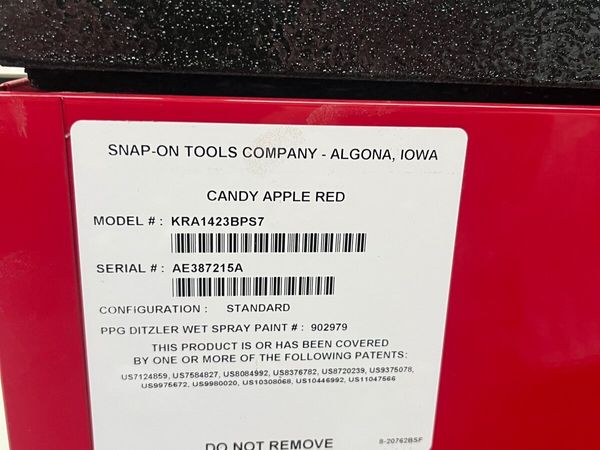 SNAP-ON TOOLS COMPANY - ALGONA, IOWA
CANDY APPLE RED
MODEL # : KRA1423BPS7
SERIAL # : AE387215A
CONFIGURATION : STANDARD
PPG DITZLER WET SPRAY PAINT # : 902979
THIS PRODUCT IS OR HAS BEEN COVERED
BY ONE OR MORE OF THE FOLLOWING PATENTS:
US7124859, US7584827, US8084992, US8376782, US8720239, US9375078,
US9975672, US9980020, US10308068, US10446992, US11047566
DO NOT REMOVE
8-20762BSF